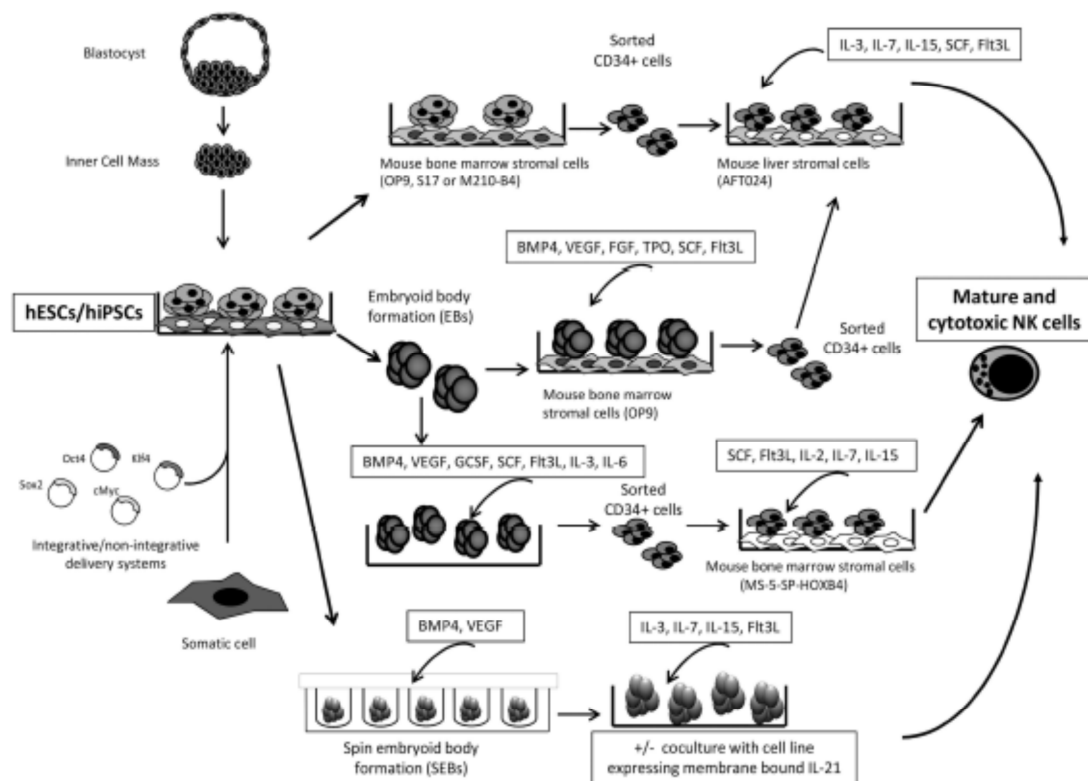 Blastocyst
Inner Cell Mass
hESCs/hiPSCs
Oct4
Klf4
Sox2
cMyc
Integrative/non-integrative
delivery systems
Somatic cell
Mouse bone marrow stromal cells
(OP9, S17 or M210-B4)
Sorted
CD34+ cells
IL-3, IL-7, IL-15, SCF, Flt3L
Mouse liver stromal cells
(AFT024)
Embryoid body
formation (EBs)
BMP4, VEGF, FGF, TPO, SCF, Flt3L
Mouse bone marrow
stromal cells (OP9)
Sorted
CD34+ cells
BMP4, VEGF, GCSF, SCF, Flt3L, IL-3, IL-6
Sorted
CD34+ cells
SCF, Flt3L, IL-2, IL-7, IL-15
Mouse bone marrow stromal cells
(MS-5-SP-HOXB4)
BMP4, VEGF
Spin embryoid body
formation (SEBs)
IL-3, IL-7, IL-15, Flt3L
+/- coculture with cell line
expressing membrane bound IL-21
Mature and
cytotoxic NK cells